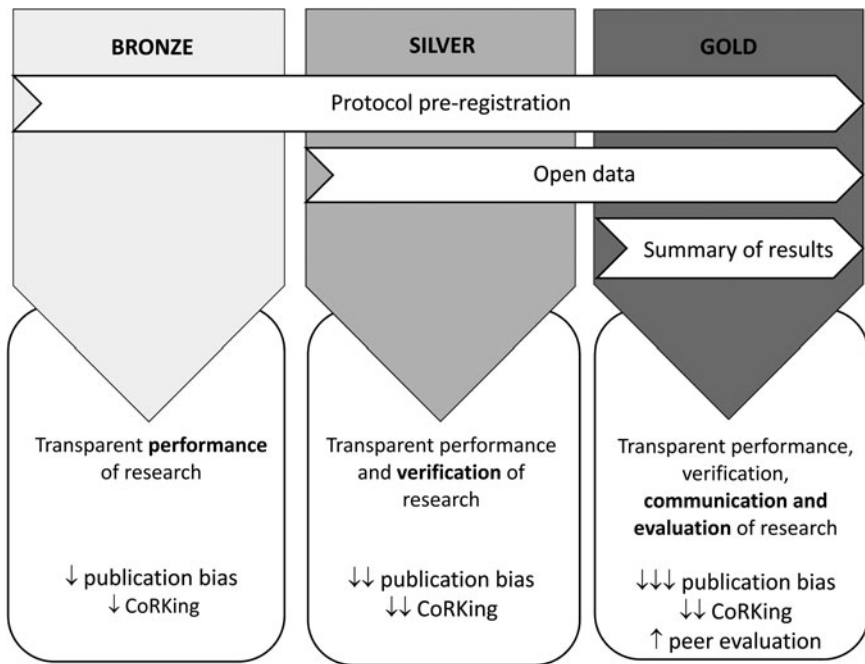 BRONZE
SILVER
GOLD
Protocol pre-registration
Open data
Summary of results
Transparent performance
of research
↓ publication bias
↓ CoRKing
Transparent performance
and verification of
research
↓↓ publication bias
↓↓ CoRKing
Transparent performance,
verification,
communication and
evaluation of research
↓↓↓ publication bias
↓↓ CoRKing
↑ peer evaluation